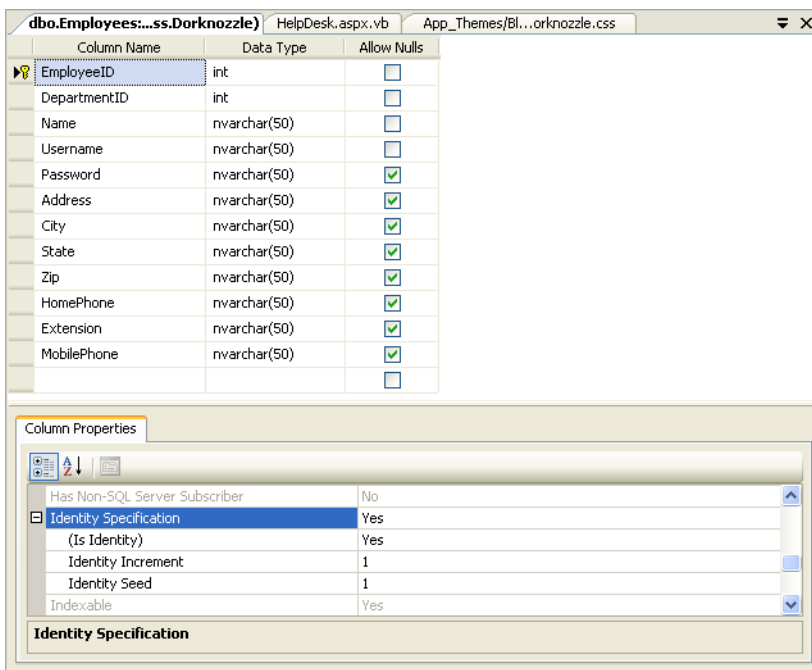 dbo.Employees:...ss.Dorknozzle) HelpDesk.aspx.vb App_Themes/Bl...orknozzle.css
Column Name Data Type Allow Nulls
EmployeeID int
DepartmentID int
Name nvarchar(50)
Username nvarchar(50)
Password nvarchar(50)
Address nvarchar(50)
City nvarchar(50)
State nvarchar(50)
Zip nvarchar(50)
HomePhone nvarchar(50)
Extension nvarchar(50)
MobilePhone nvarchar(50)
Column Properties
A
Z
Has Non-SQL Server Subscriber No
Identity Specification Yes
(Is Identity) Yes
Identity Increment 1
Identity Seed 1
Indexable Yes
Identity Specification